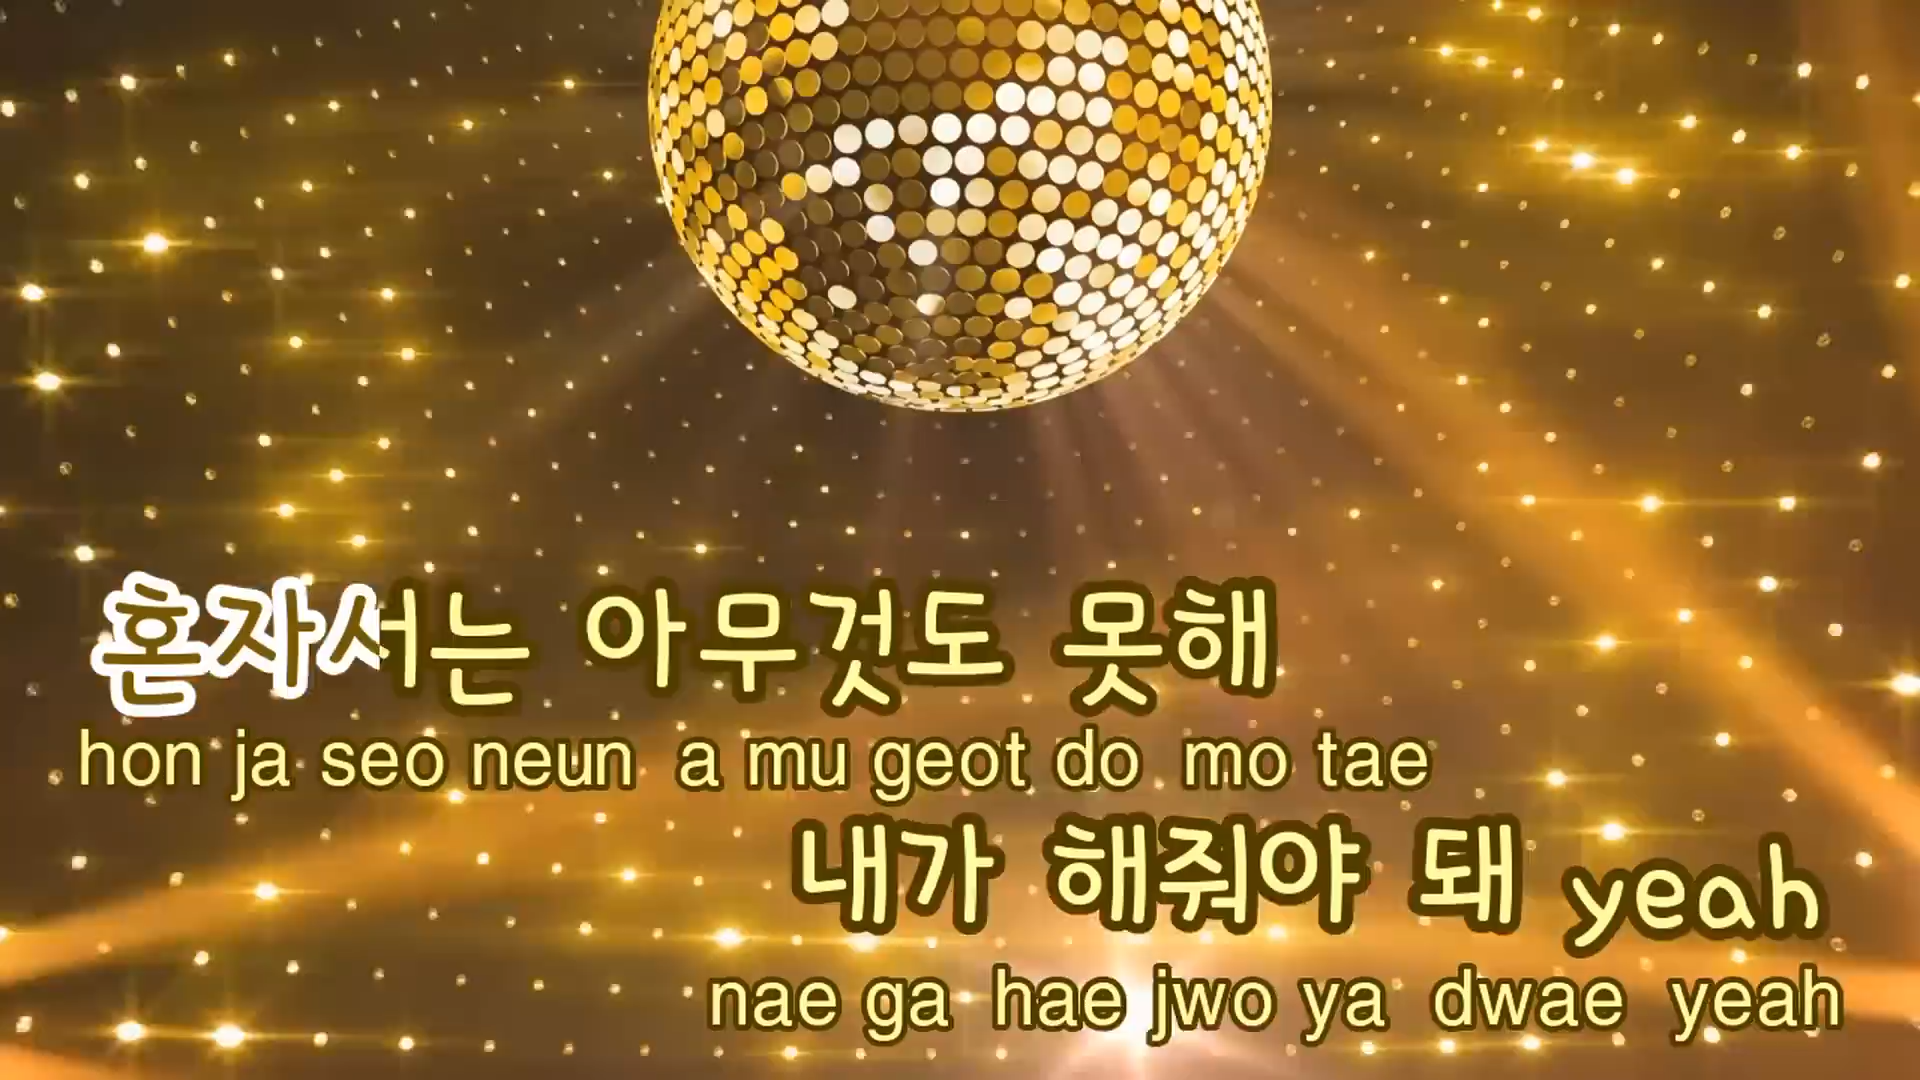 혼자서는 아무것도 못해
hon ja seo neun a mu geot do mo tae
내가 해줘야 돼 yeah
nae ga hae jwo ya dwae yeah